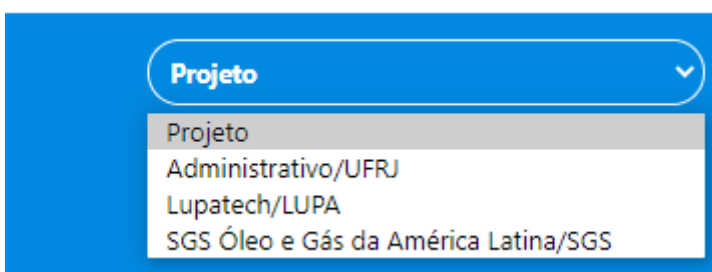 Projeto
Projeto
Administrativo/UFRJ
Lupatech/LUPA
SGS Óleo e Gás da América Latina/SGS